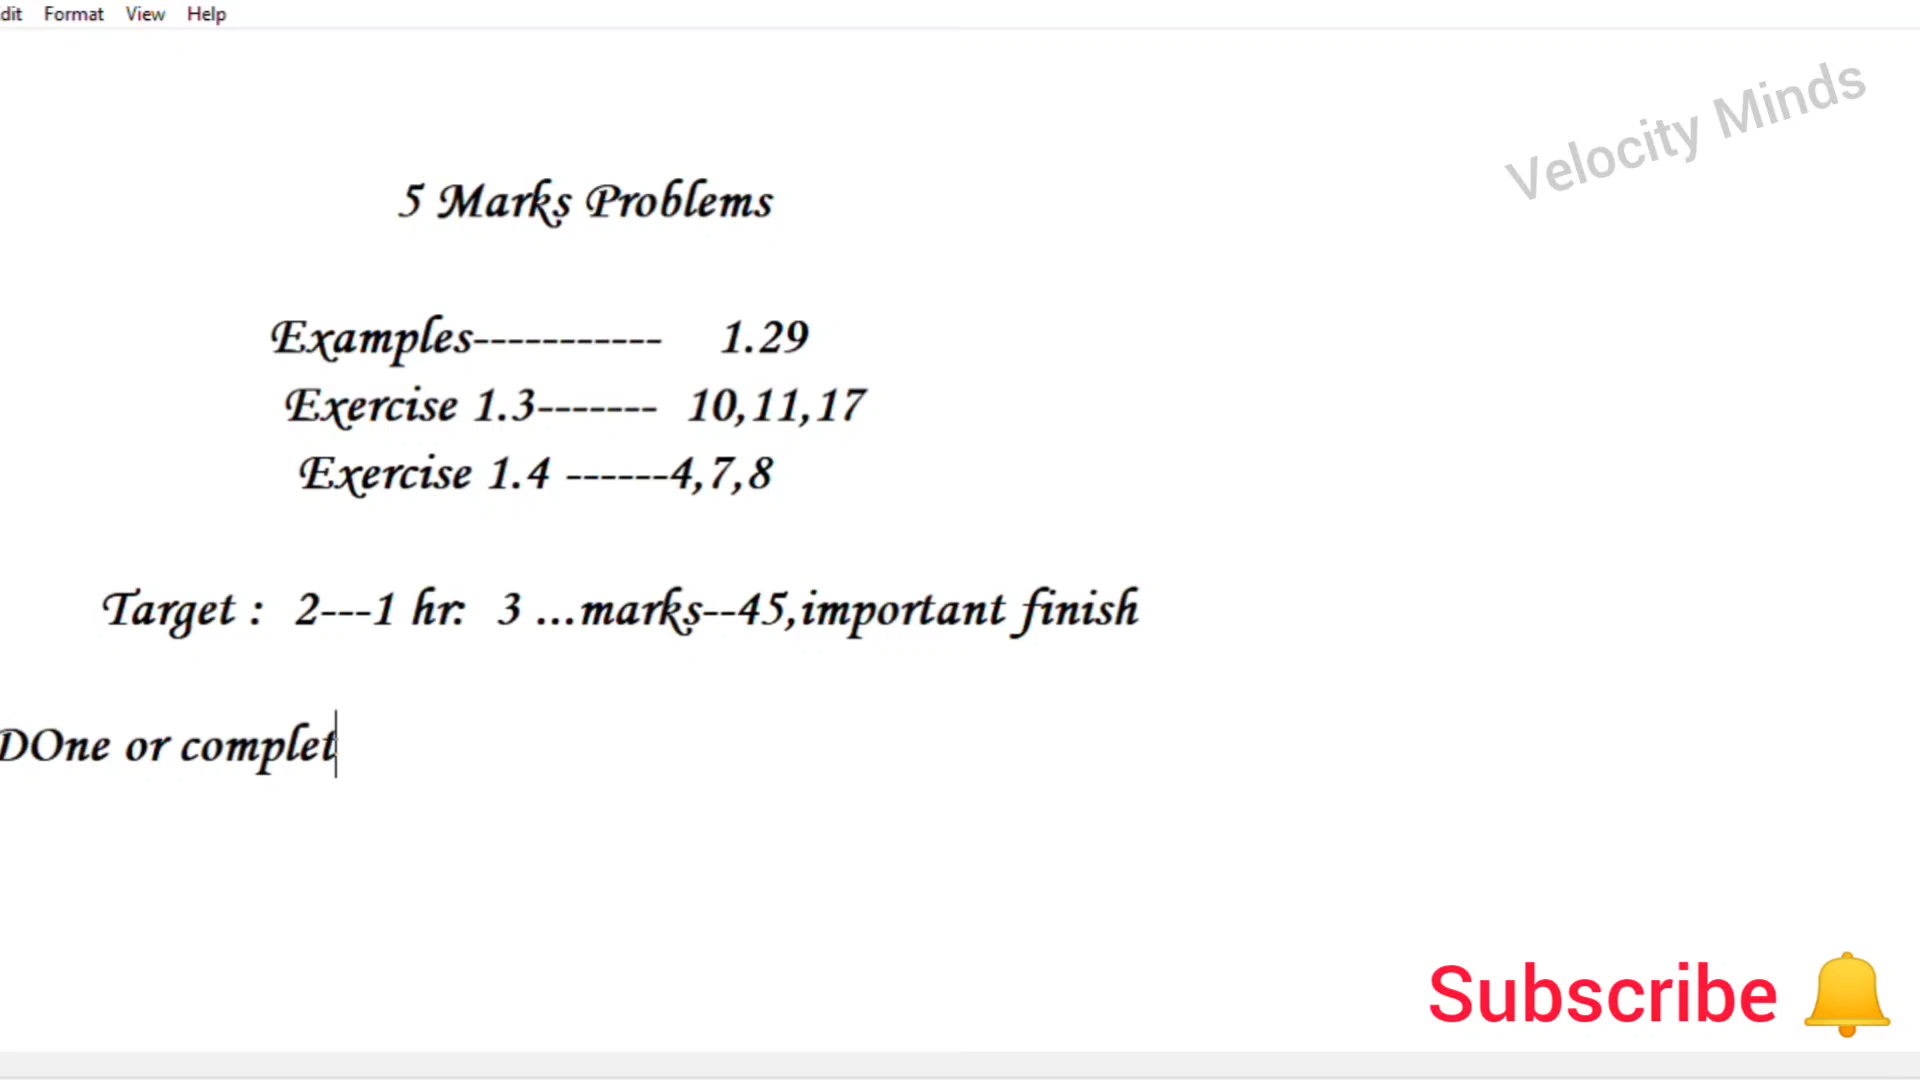 dit Format View Help
Velocity Minds
5 Marks Problems
Examples----------- 1.29
Exercise 1.3------- 10,11,17
Exercise 1.4 ------4,7,8
Target : 2---1 hr: 3 ...marks--45,important finish
DOne or complet
Subscribe